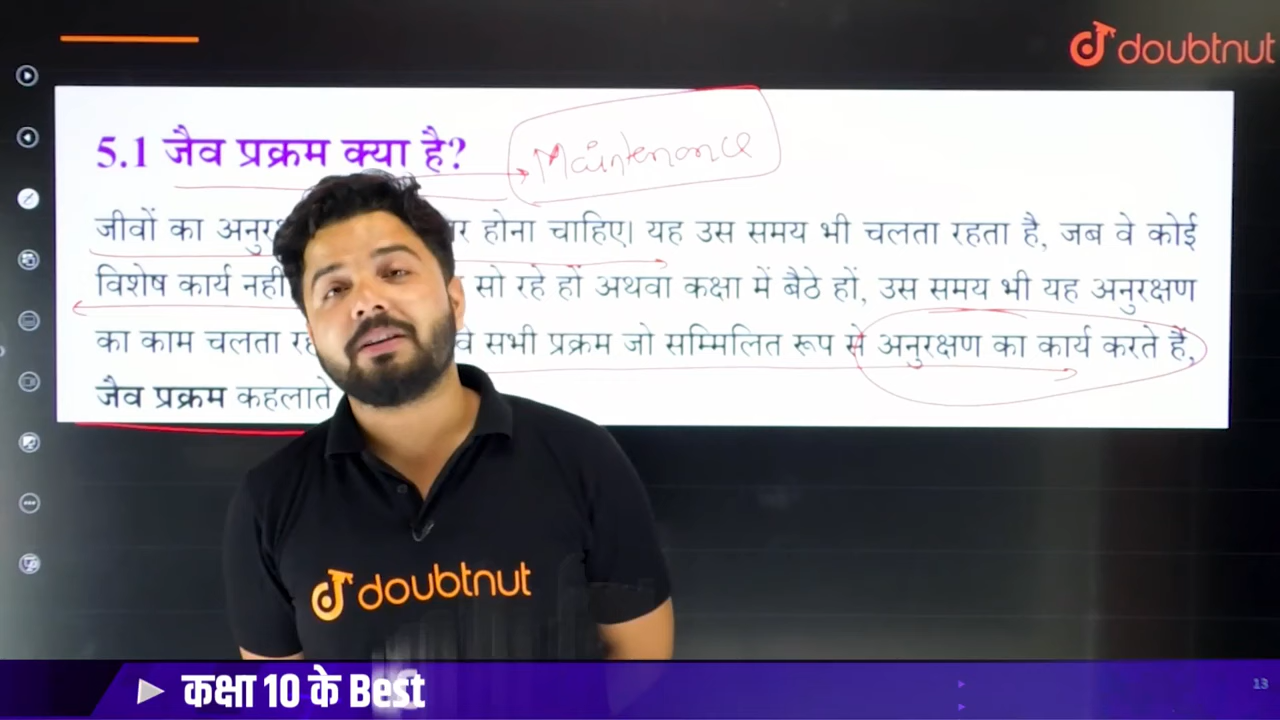 doubtnut
5.1 जैव प्रक्रम क्या है?
Maintenance
जीवों का होना चाहिए। यह उस समय भी चलता रहता है, जब वे कोई
विशेष कार्य नहीं सो रहे हों अथवा कक्षा में बैठे हों, उस समय भी यह अनुरक्षण
का काम चलता सभी प्रक्रम जो सम्मिलित रूप से अनुरक्षण का कार्य करते हैं,
जैव प्रक्रम कहलाते
doubtnut
कक्षा 10 के Best
13